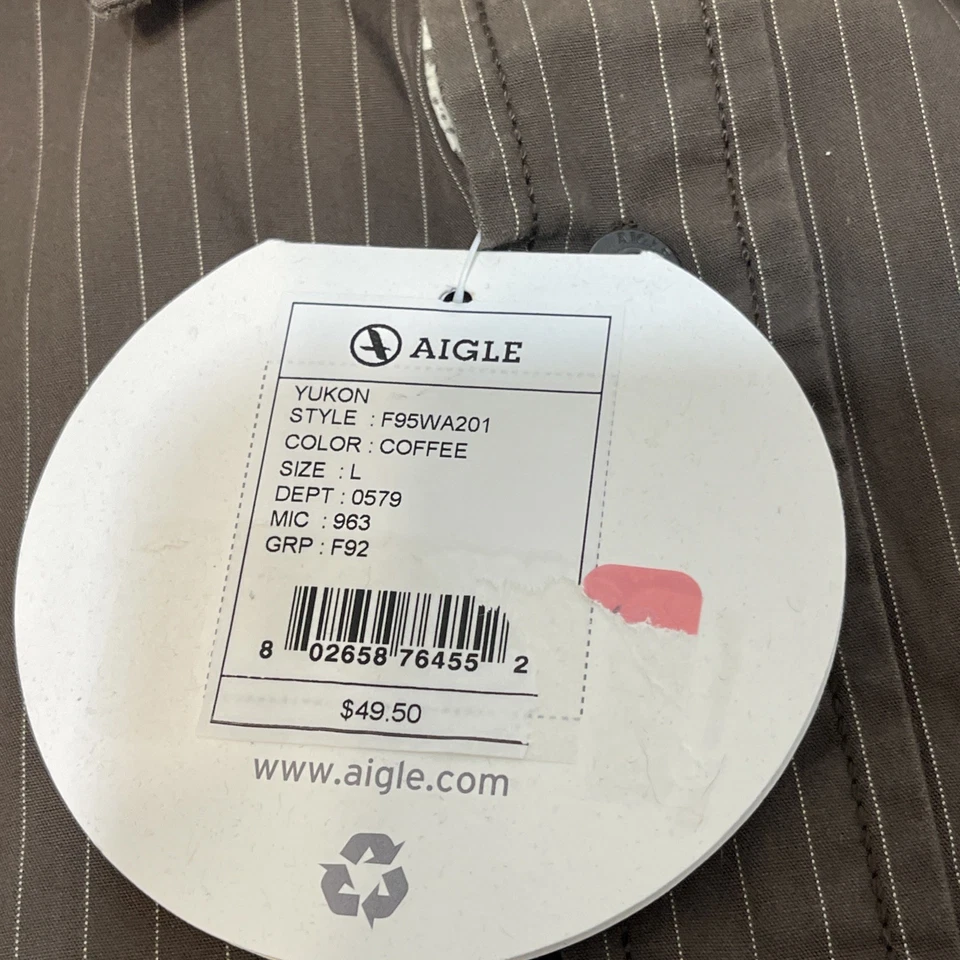 AIGLE
YUKON
STYLE : F95WA201
COLOR : COFFEE
SIZE : L
DEPT : 0579
MIC : 963
GRP : F92
8 02658 76455 2
$49.50
www.aigle.com